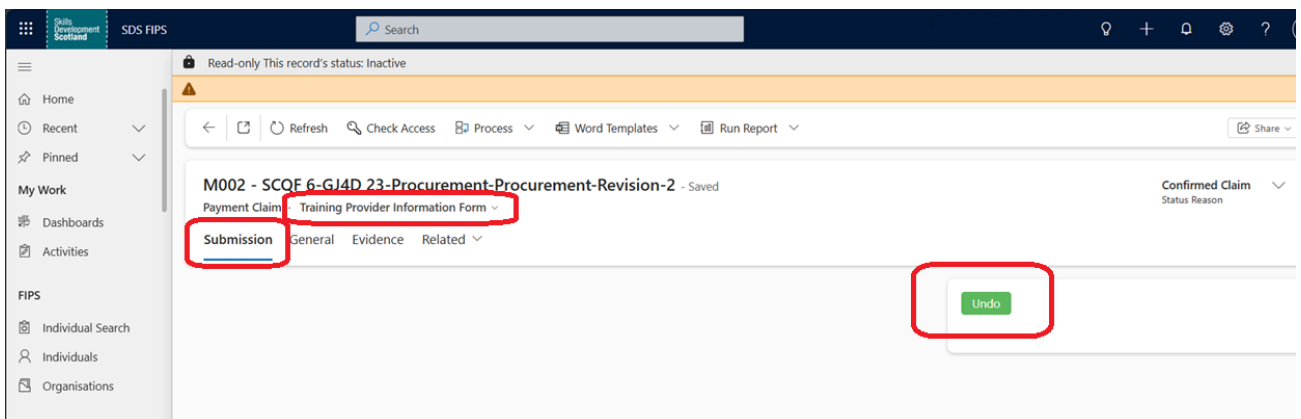 Skills
Development
Scotland
SDS FIPS
Search
Read-only This record's status: Inactive
Home
Recent
Pinned
My Work
Dashboards
Activities
FIPS
Individual Search
Individuals
Organisations
Refresh
Check Access
Process
Word Templates
Run Report
Share
M002 - SCQF 6-GJ4D 23-Procurement-Procurement-Revision-2 - Saved
Payment Claim · Training Provider Information Form
Confirmed Claim
Status Reason
Submission General Evidence Related
Undo